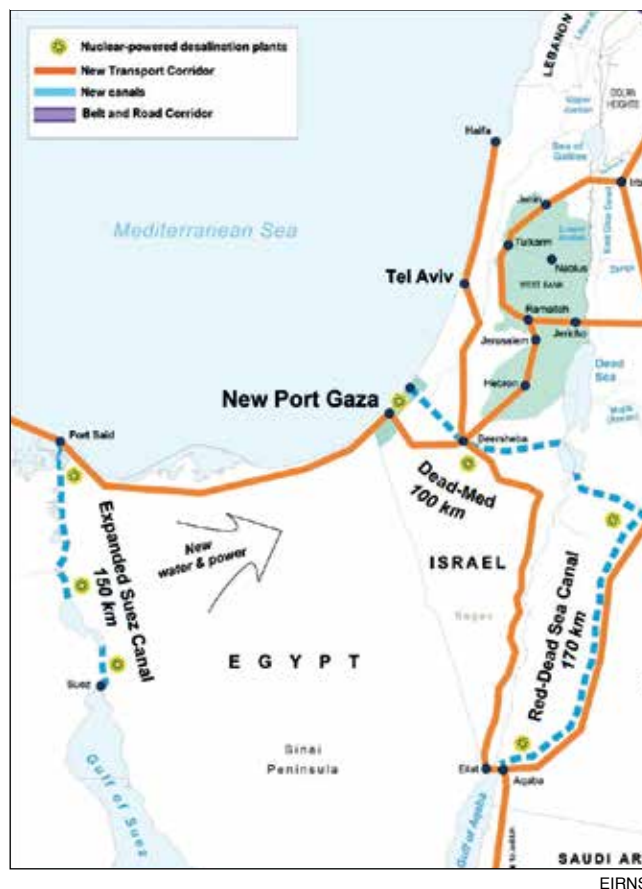 Nuclear-powered desalination plants
New Transport Corridor
New canals
Belt and Road Corridor
LEBANON
HEIGHTS
Haifa
Sea of
Galilee
Mediterranean Sea
Jenin
Tulkarm
Nablus
WEST BANK
Tel Aviv
Ramallah
Jericho
Jerusalem
Dead
Sea
Hebron
New Port Gaza
Port Said
Beersheba
Dead-Med
100 km
Expanded Suez Canal
150 km
New
water & power
ISRAEL
Negev
Red-Dead Sea Canal
170 km
EGYPT
Suez
Sinai
Peninsula
Gulf of Suez
Eilat
Aqaba
Gulf of Aqaba
SAUDI AR
EIRNS